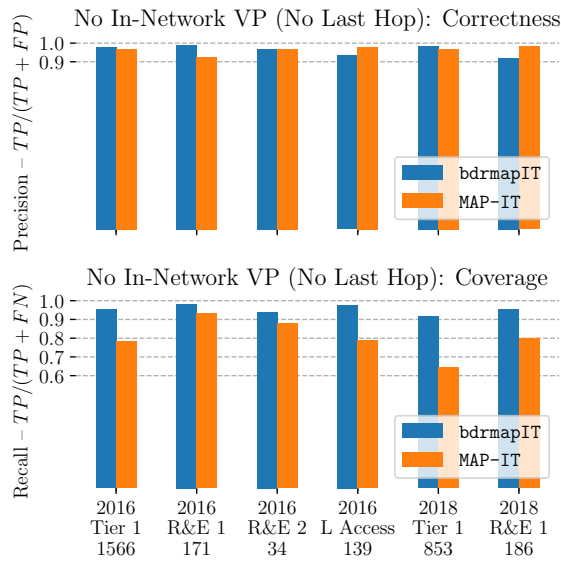 No In-Network VP (No Last Hop): Correctness
Precision – TP/(TP + FP)
1.0
0.9
bdrmapIT
MAP-IT
No In-Network VP (No Last Hop): Coverage
Recall – TP/(TP + FN)
1.0
0.9
0.8
0.7
0.6
bdrmapIT
MAP-IT
2016 2016 2016 2016 2018 2018
Tier 1 R&E 1 R&E 2 L Access Tier 1 R&E 1
1566 171 34 139 853 186